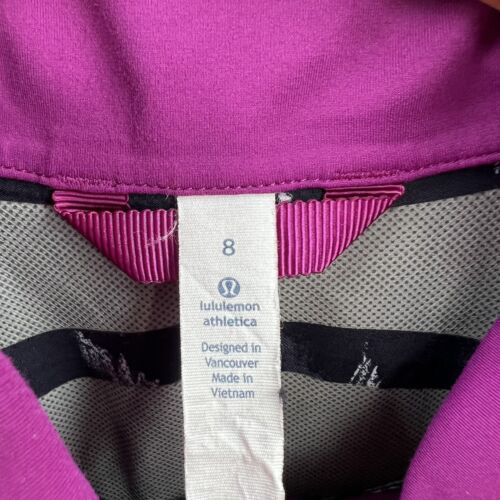 8
lululemon
athletica
Designed in
Vancouver
Made in
Vietnam